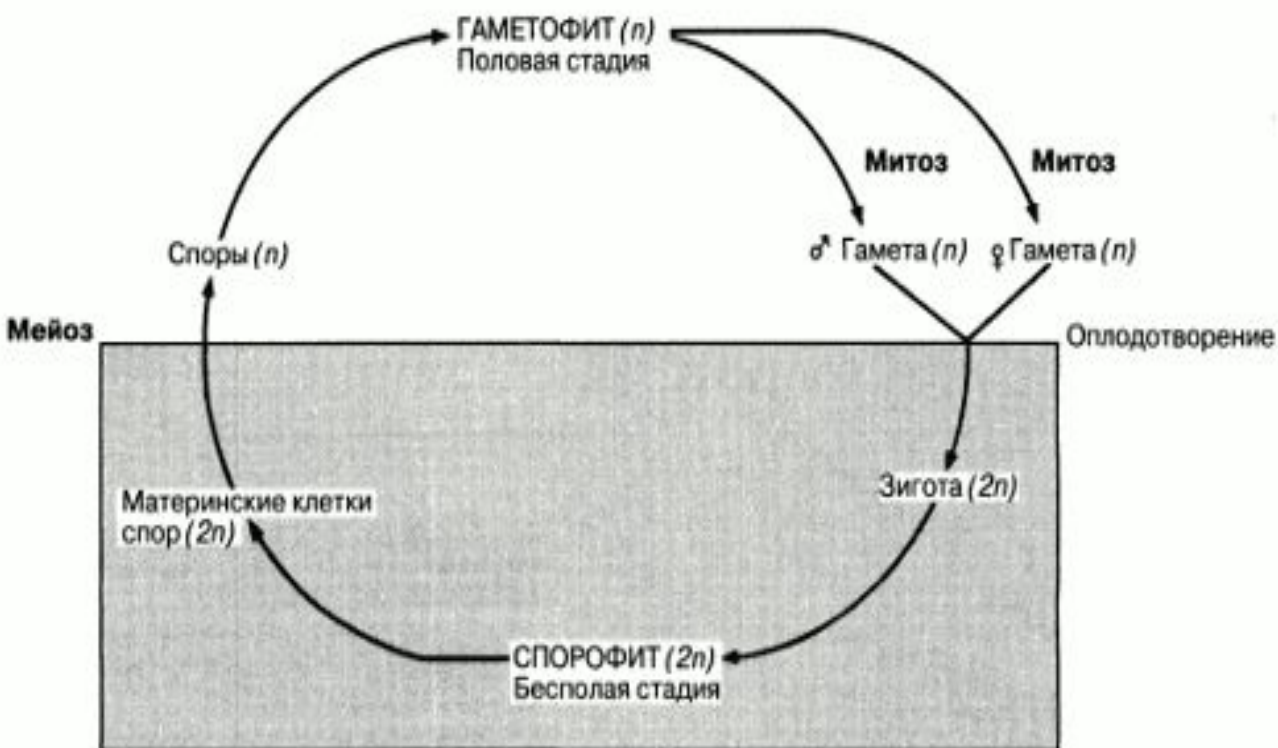 ГАМЕТОФИТ (n)
Половая стадия
Митоз
Митоз
Споры (n)
♂ Гамета (n)
♀ Гамета (n)
Мейоз
Оплодотворение
Материнские клетки
спор (2n)
Зигота (2n)
СПОРОФИТ (2n)
Бесполая стадия